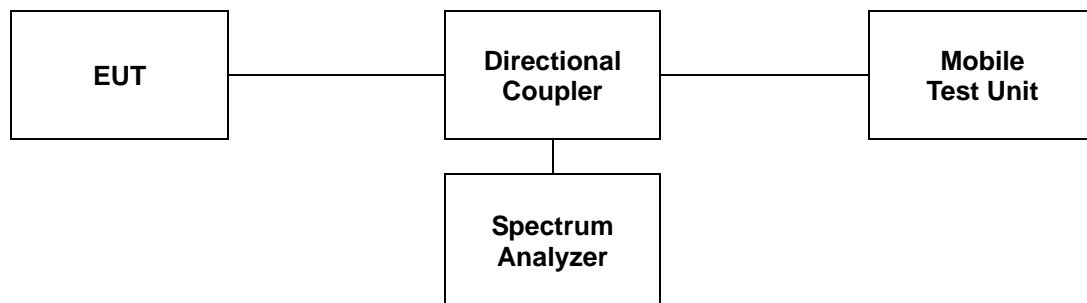 EUT
Directional
Coupler
Mobile
Test Unit
Spectrum
Analyzer